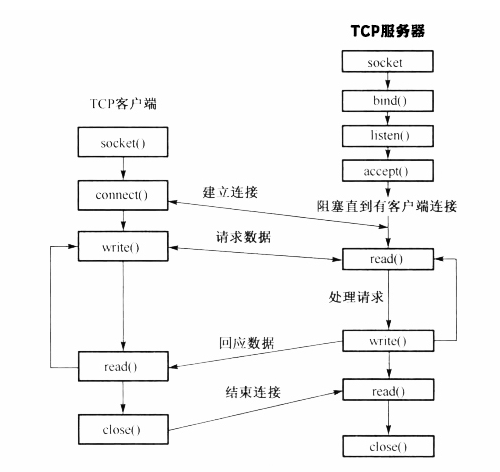 TCP服务器
socket
bind()
listen()
accept()
阻塞直到有客户端连接
read()
处理请求
write()
read()
close()
TCP客户端
socket()
connect()
write()
read()
close()
建立连接
请求数据
回应数据
结束连接